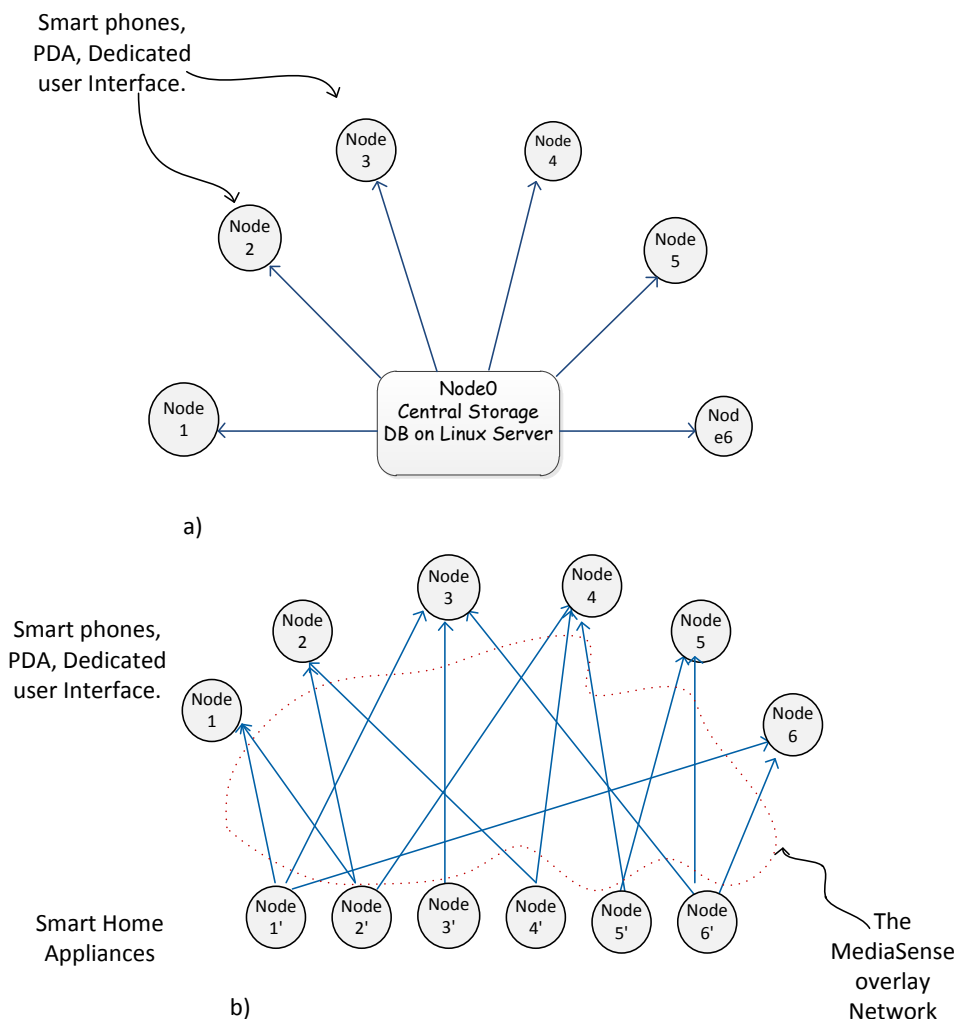 Smart phones,
PDA, Dedicated
user Interface.
Node
3
Node
4
Node
2
Node
5
Node
1
Node0
Central Storage
DB on Linux Server
Nod
e6
a)
Node
3
Node
4
Smart phones,
PDA, Dedicated
user Interface.
Node
2
Node
5
Node
1
Node
6
Smart Home
Appliances
Node
1'
Node
2'
Node
3'
Node
4'
Node
5'
Node
6'
The
MediaSense
overlay
Network
b)